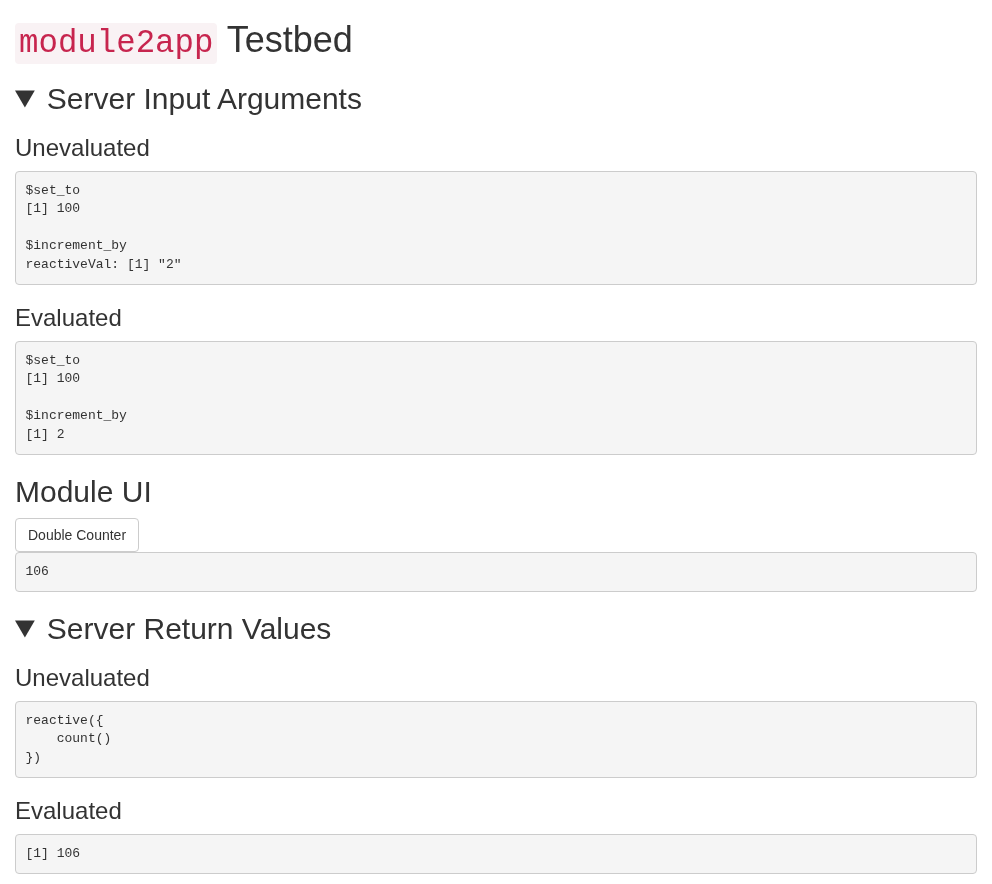 module2app Testbed
▼ Server Input Arguments
Unevaluated
$set_to
[1] 100

$increment_by
reactiveVal: [1] "2"
Evaluated
$set_to
[1] 100

$increment_by
[1] 2
Module UI
Double Counter
106
▼ Server Return Values
Unevaluated
reactive({
    count()
})
Evaluated
[1] 106